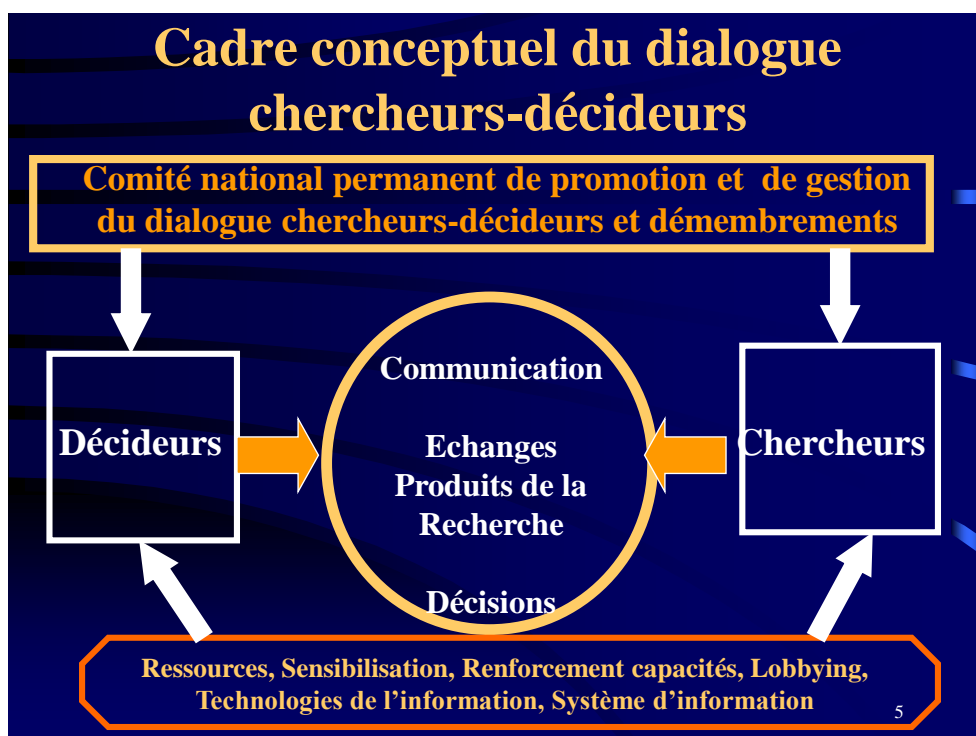 Cadre conceptuel du dialogue
chercheurs-décideurs
Comité national permanent de promotion et de gestion
du dialogue chercheurs-décideurs et démembrements
Décideurs
Communication
Echanges
Produits de la
Recherche
Décisions
Chercheurs
Ressources, Sensibilisation, Renforcement capacités, Lobbying,
Technologies de l'information, Système d'information
5